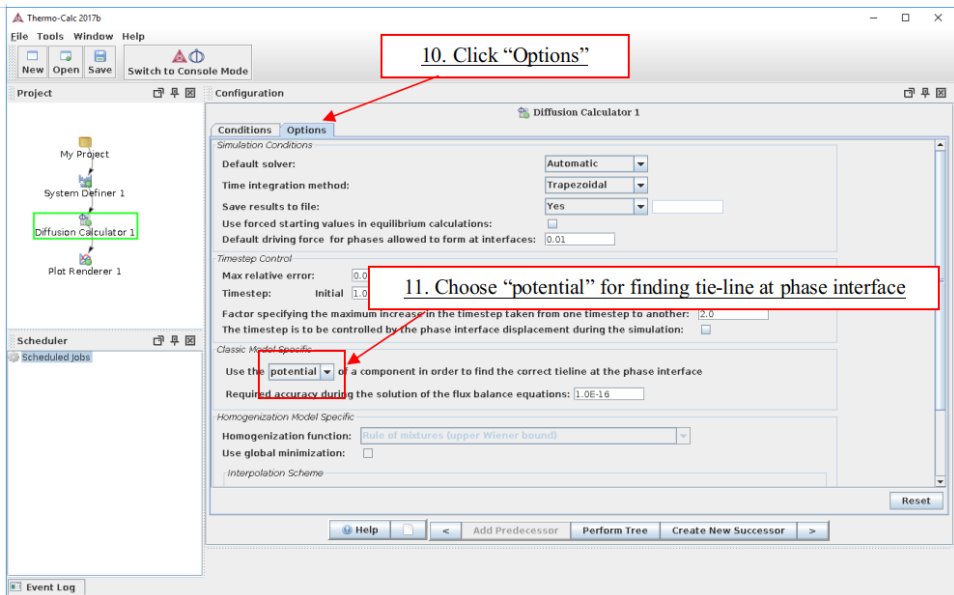 Thermo-Calc 2017b
File Tools Window Help
New Open Save Switch to Console Mode
10. Click “Options”
Project
Configuration
My Project
System Definer 1
Diffusion Calculator 1
Plot Renderer 1
Diffusion Calculator 1
Conditions Options
Simulation Conditions
Default solver: Automatic
Time integration method: Trapezoidal
Save results to file: Yes
Use forced starting values in equilibrium calculations:
Default driving force for phases allowed to form at interfaces: 0.01
Timestep Control
Max relative error: 0.0
Timestep: Initial 1.0
11. Choose “potential” for finding tie-line at phase interface
Factor specifying the maximum increase in the timestep taken from one timestep to another: 2.0
The timestep is to be controlled by the phase interface displacement during the simulation:
Scheduler
Scheduled Jobs
Classic Model Specific
Use the potential of a component in order to find the correct tieline at the phase interface
Required accuracy during the solution of the flux balance equations: 1.0E-16
Homogenization Model Specific
Homogenization function: Rule of mixtures (upper Wiener bound)
Use global minimization:
Interpolation Scheme
Reset
Help < Add Predecessor Perform Tree Create New Successor >
Event Log